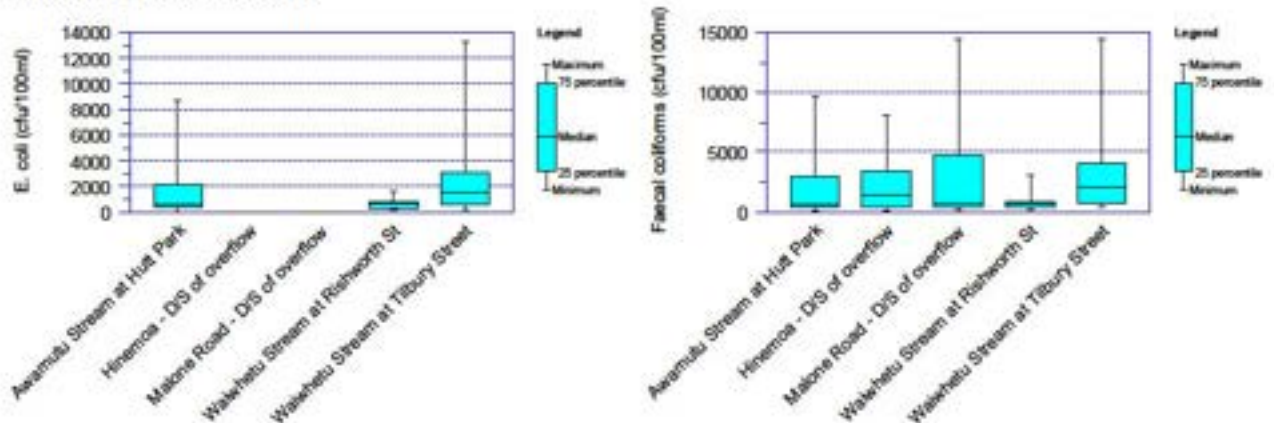 E. coli (cfu/100ml)
14000
12000
10000
8000
6000
4000
2000
0
Awamutu Stream at Hutt Park
Hinemoa - D/S of overflow
Malone Road - D/S of overflow
Waiwhetu Stream at Rishworth St
Waiwhetu Stream at Tilbury Street
Legend
Maximum
75 percentile
Median
25 percentile
Minimum
Faecal coliforms (cfu/100ml)
15000
10000
5000
0
Awamutu Stream at Hutt Park
Hinemoa - D/S of overflow
Malone Road - D/S of overflow
Waiwhetu Stream at Rishworth St
Waiwhetu Stream at Tilbury Street
Legend
Maximum
75 percentile
Median
25 percentile
Minimum